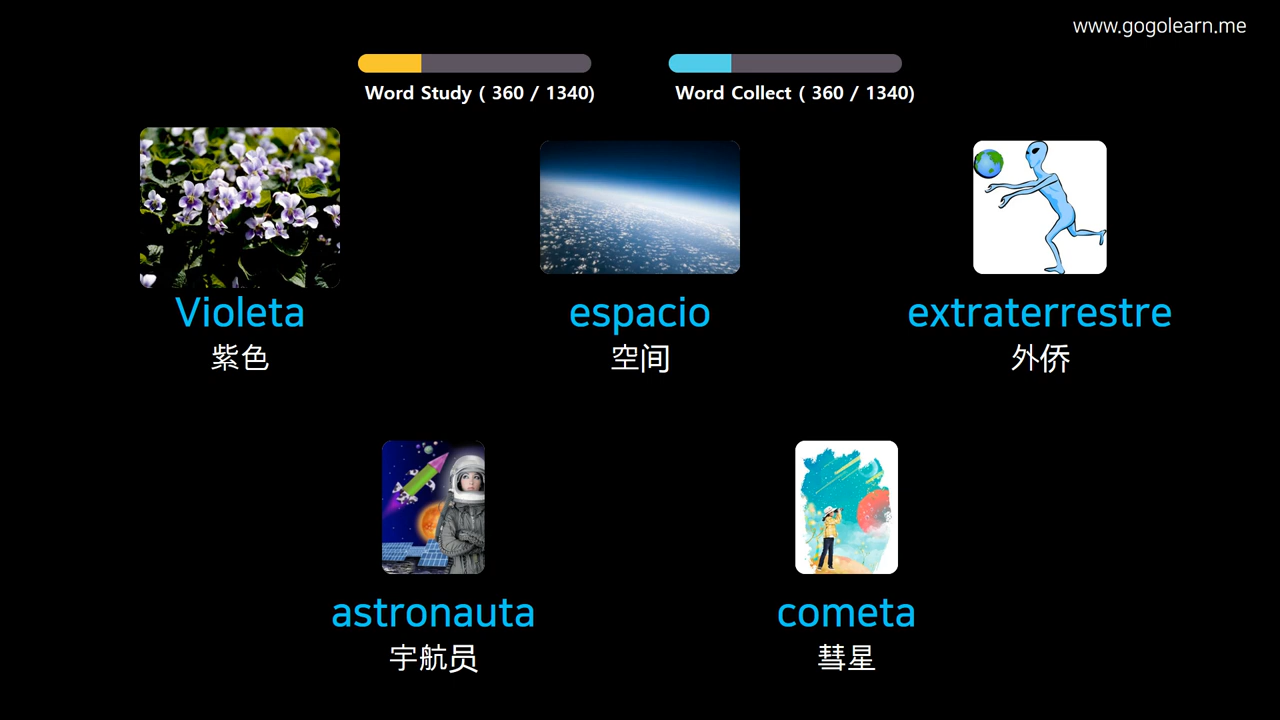 www.gogolearn.me
Word Study ( 360 / 1340)
Word Collect ( 360 / 1340)
Violeta
紫色
espacio
空间
extraterrestre
外侨
astronauta
宇航员
cometa
彗星